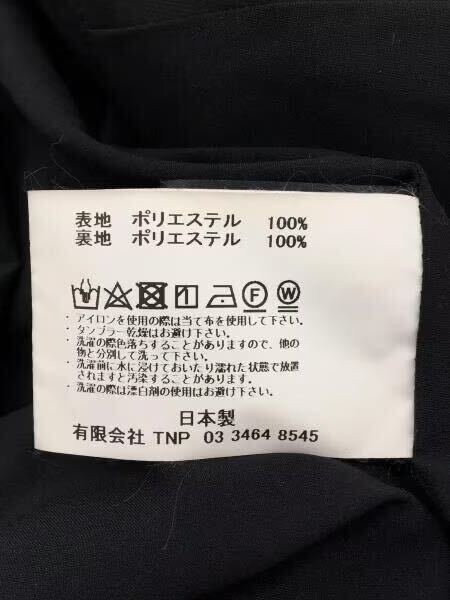 表地 ポリエステル 100%
裏地 ポリエステル 100%
F W
・アイロンを使用の際は当て布を使用して下さい。
・タンブラー乾燥はお避け下さい。
・洗濯の際色落ちすることがありますので、他の
物と分別して洗って下さい。
・洗濯前に水に浸けておいたり濡れた状態で放置
されますと汚染することがあります。
・洗濯の際は漂白剤の使用はお避け下さい。
日本製
有限会社 TNP 03 3464 8545